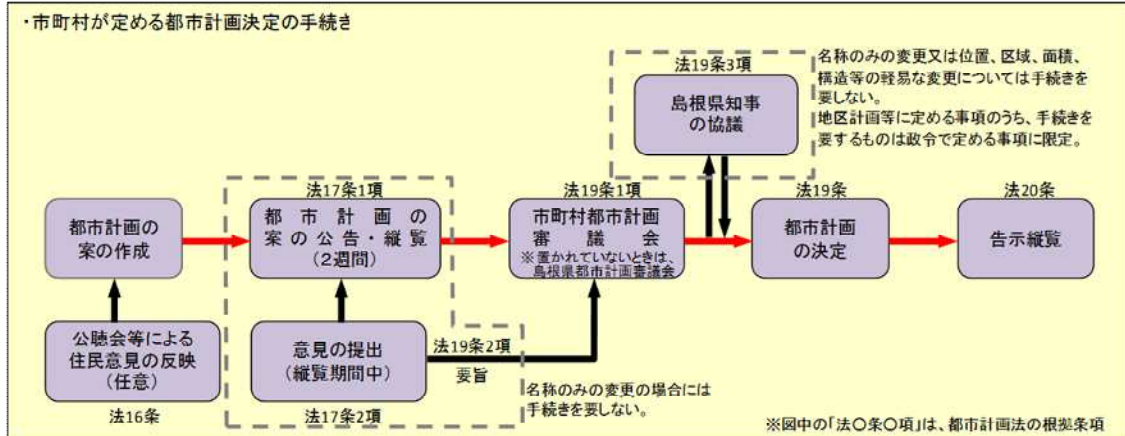 ・市町村が定める都市計画決定の手続き
法19条3項
島根県知事
の協議
名称のみの変更又は位置、区域、面積、
構造等の軽易な変更については手続きを
要しない。
地区計画等に定める事項のうち、手続きを
要するものは政令で定める事項に限定。
都市計画の
案の作成
法17条1項
都市計画の
案の公告・縦覧
(2週間)
法19条1項
市町村都市計画
審議会
※置かれていないときは、
島根県都市計画審議会
法19条
都市計画
の決定
法20条
告示縦覧
公聴会等による
住民意見の反映
(任意)
法16条
意見の提出
(縦覧期間中)
法17条2項
法19条2項
要旨
名称のみの変更の場合には
手続きを要しない。
※図中の「法〇条〇項」は、都市計画法の根拠条項